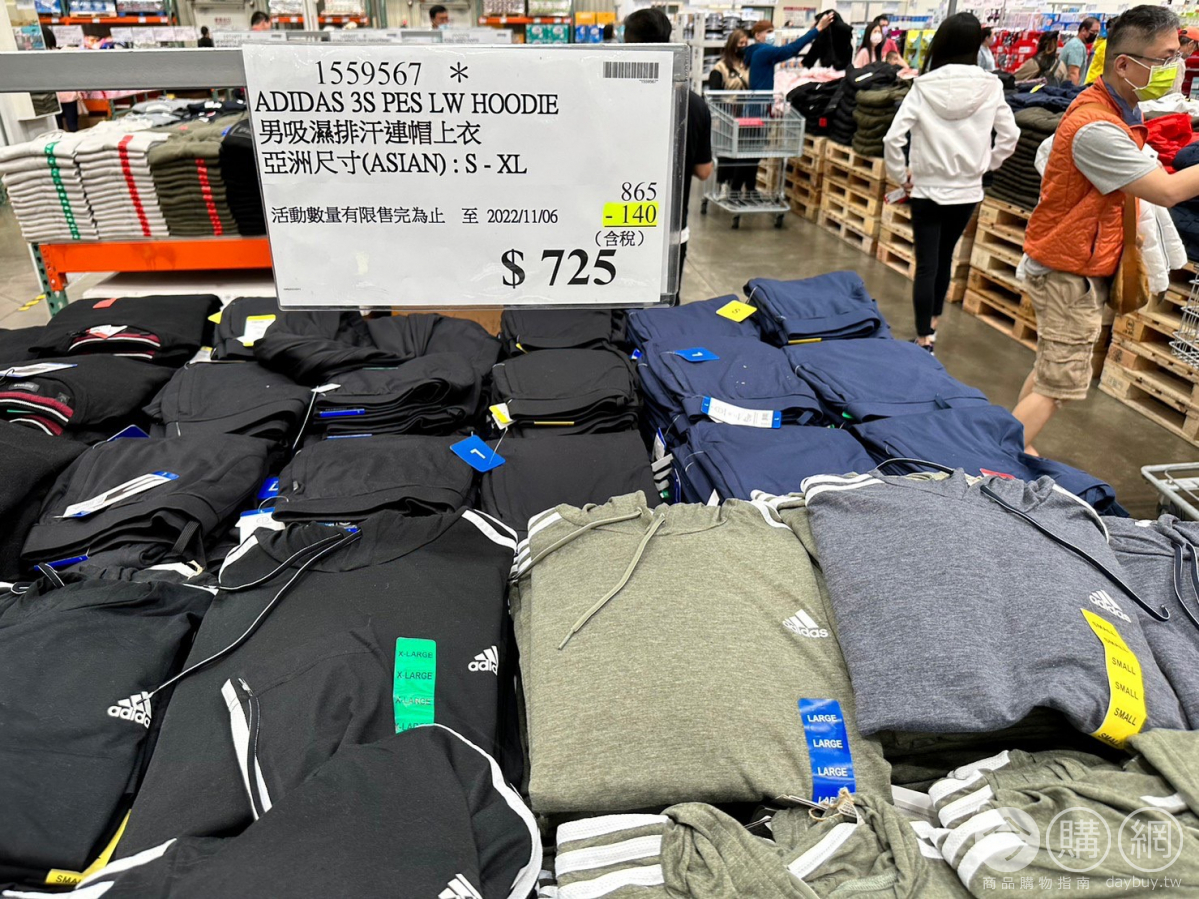 1559567 *
ADIDAS 3S PES LW HOODIE
男吸濕排汗連帽上衣
亞洲尺寸(ASIAN) : S - XL
865
活動數量有限售完為止 至 2022/11/06
- 140
(含稅)
$ 725
L
adidas
X-LARGE
X-LARGE
adidas
adidas
LARGE
LARGE
LARGE
adidas
SMALL
SMALL
SMALL
SMALL
購網
商品購物指南 daybuy.tw